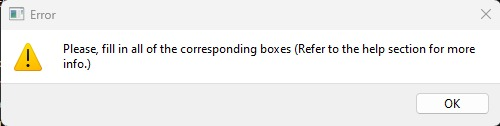 Error
Please, fill in all of the corresponding boxes (Refer to the help section for more
info.)
OK